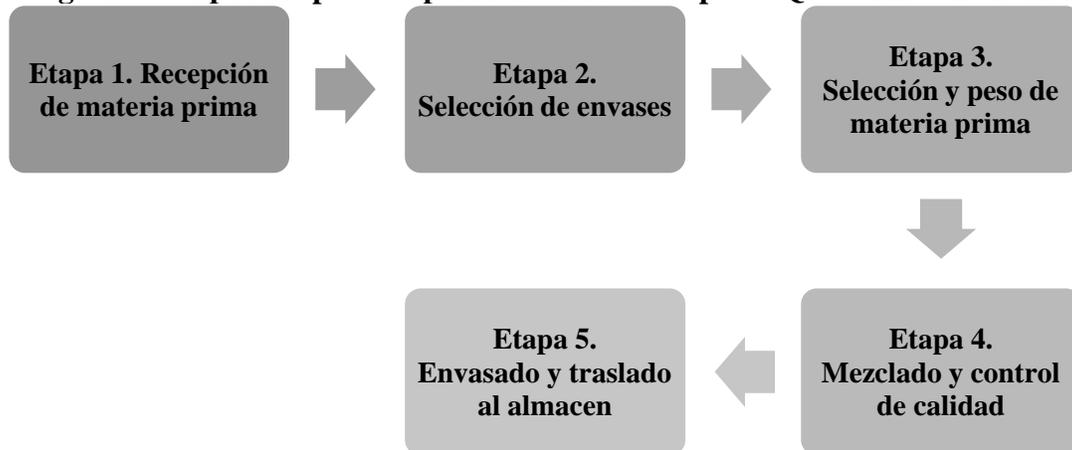 Etapa 1. Recepción
de materia prima
Etapa 2.
Selección de envases
Etapa 3.
Selección y peso de
materia prima
Etapa 4.
Mezclado y control
de calidad
Etapa 5.
Envasado y traslado
al almacen